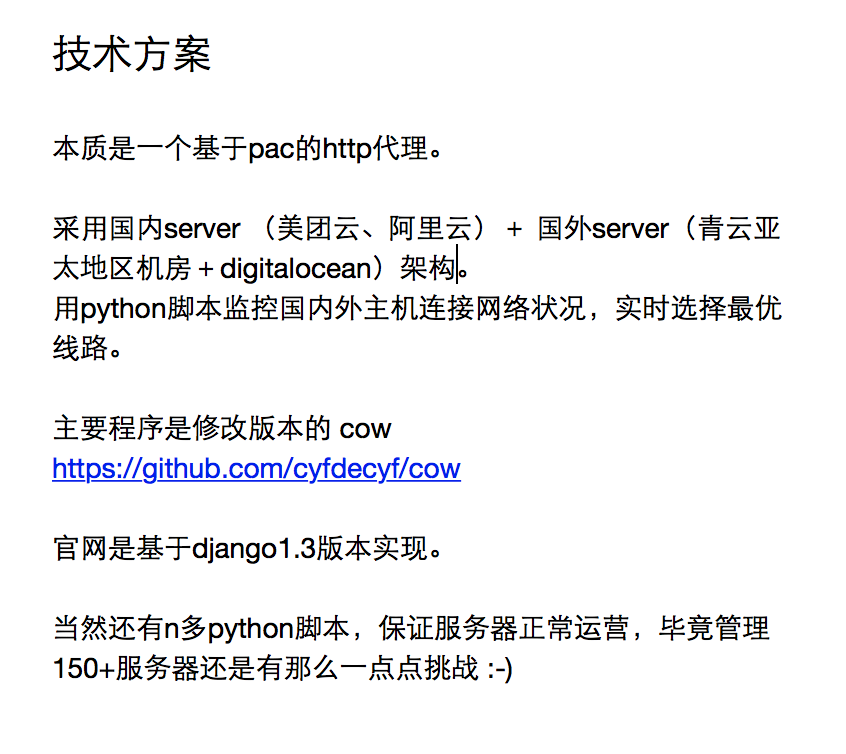 技术方案
本质是一个基于pac的http代理。
采用国内server （美团云、阿里云）＋ 国外server（青云亚
太地区机房＋digitalocean）架构。
用python脚本监控国内外主机连接网络状况，实时选择最优
线路。
主要程序是修改版本的 cow
https://github.com/cyfdecyf/cow
官网是基于django1.3版本实现。
当然还有n多python脚本，保证服务器正常运营，毕竟管理
150+服务器还是有那么一点点挑战 :-)